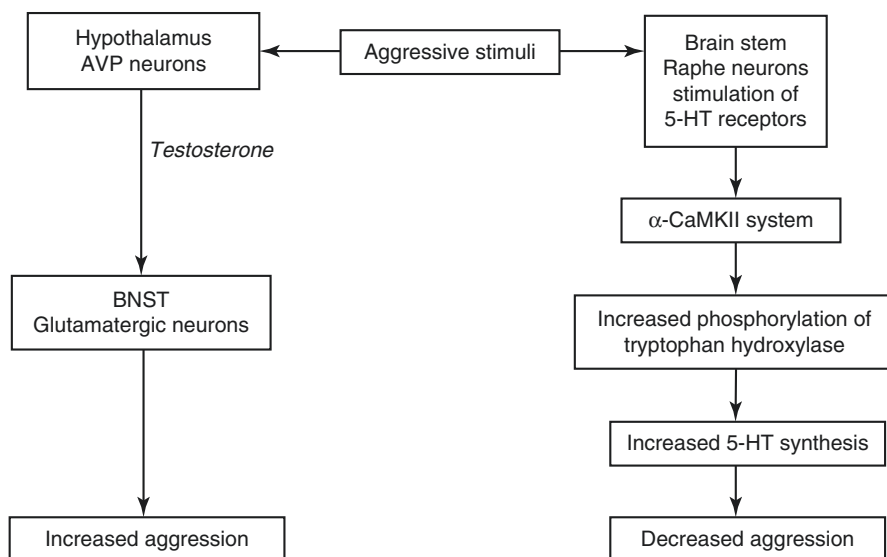 Hypothalamus
AVP neurons
Aggressive stimuli
Brain stem
Raphe neurons
stimulation of
5-HT receptors
Testosterone
α-CaMKII system
BNST
Glutamatergic neurons
Increased phosphorylation of
tryptophan hydroxylase
Increased 5-HT synthesis
Increased aggression
Decreased aggression